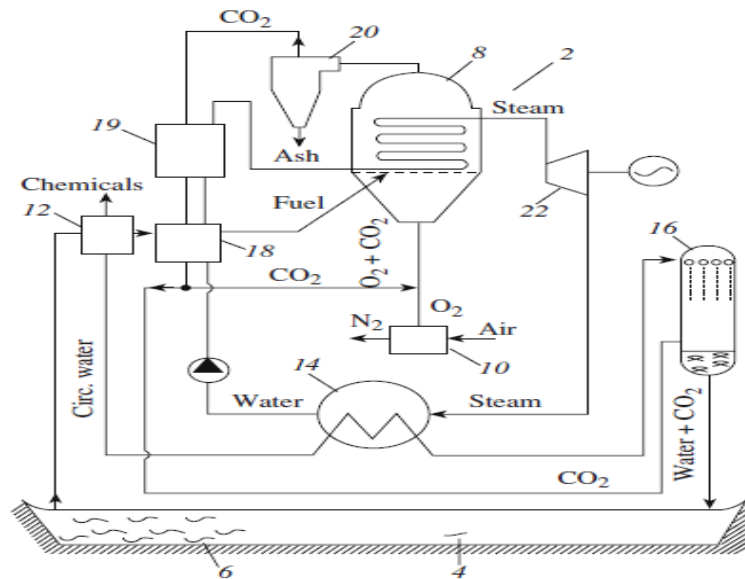 CO₂
20
8
2
Steam
19
Ash
Chemicals
Fuel
12
22
18
16
O₂ + CO₂
CO₂
O₂
N₂
Air
10
14
Circ. water
Water
Steam
Water + CO₂
CO₂
6
4